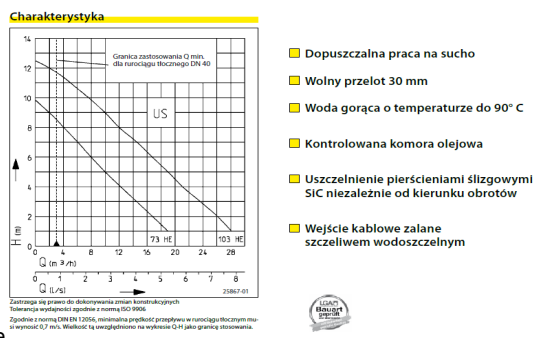 Charakterystyka
14
12
10
8
6
4
2
0
H (m)
Granica zastosowania Q min.
dla rurociągu tłocznego DN 40
US
73 HE
103 HE
4 8 12 16 20 24 28
Q (m³/h)
0 1 2 3 4 5 6 7 8
Q (l/s)
25867-01
Zastrzega się prawo do dokonywania zmian konstrukcyjnych
Tolerancja wydajności zgodnie z normą ISO 9906
Zgodnie z normą DIN EN 12056, minimalna prędkość przepływu w rurociągu tłocznym mu-
si wynosić 0,7 m/s. Wielkość tą uwzględniono na wykresie Q-H jako granicę stosowania.
Dopuszczalna praca na sucho
Wolny przelot 30 mm
Woda gorąca o temperaturze do 90° C
Kontrolowana komora olejowa
Uszczelnienie pierścieniami ślizgowymi
SiC niezależnie od kierunku obrotów
Wejście kablowe zalane
szczeliwem wodoszczelnym
LGA
Bauart
geprüft
e